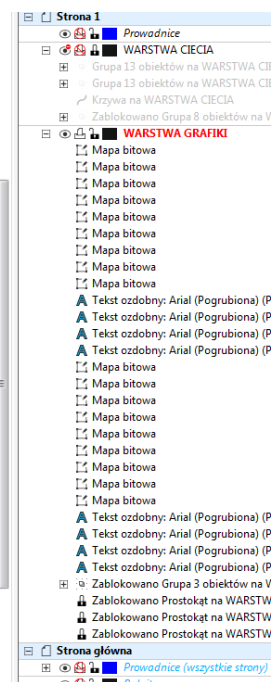 Strona 1
Prowadnice
WARSTWA CIECIA
Grupa 13 obiektów na WARSTWA CIE
Grupa 13 obiektów na WARSTWA CIE
Krzywa na WARSTWA CIECIA
Zablokowano Grupa 8 obiektów na W
WARSTWA GRAFIKI
Mapa bitowa
Mapa bitowa
Mapa bitowa
Mapa bitowa
Mapa bitowa
Mapa bitowa
Mapa bitowa
Mapa bitowa
Mapa bitowa
Tekst ozdobny: Arial (Pogrubiona) (P
Tekst ozdobny: Arial (Pogrubiona) (P
Tekst ozdobny: Arial (Pogrubiona) (P
Tekst ozdobny: Arial (Pogrubiona) (P
Mapa bitowa
Mapa bitowa
Mapa bitowa
Mapa bitowa
Mapa bitowa
Mapa bitowa
Mapa bitowa
Mapa bitowa
Mapa bitowa
Tekst ozdobny: Arial (Pogrubiona) (P
Tekst ozdobny: Arial (Pogrubiona) (P
Tekst ozdobny: Arial (Pogrubiona) (P
Tekst ozdobny: Arial (Pogrubiona) (P
Zablokowano Grupa 3 obiektów na W
Zablokowano Prostokąt na WARSTW
Zablokowano Prostokąt na WARSTW
Zablokowano Prostokąt na WARSTW
Strona główna
Prowadnice (wszystkie strony)